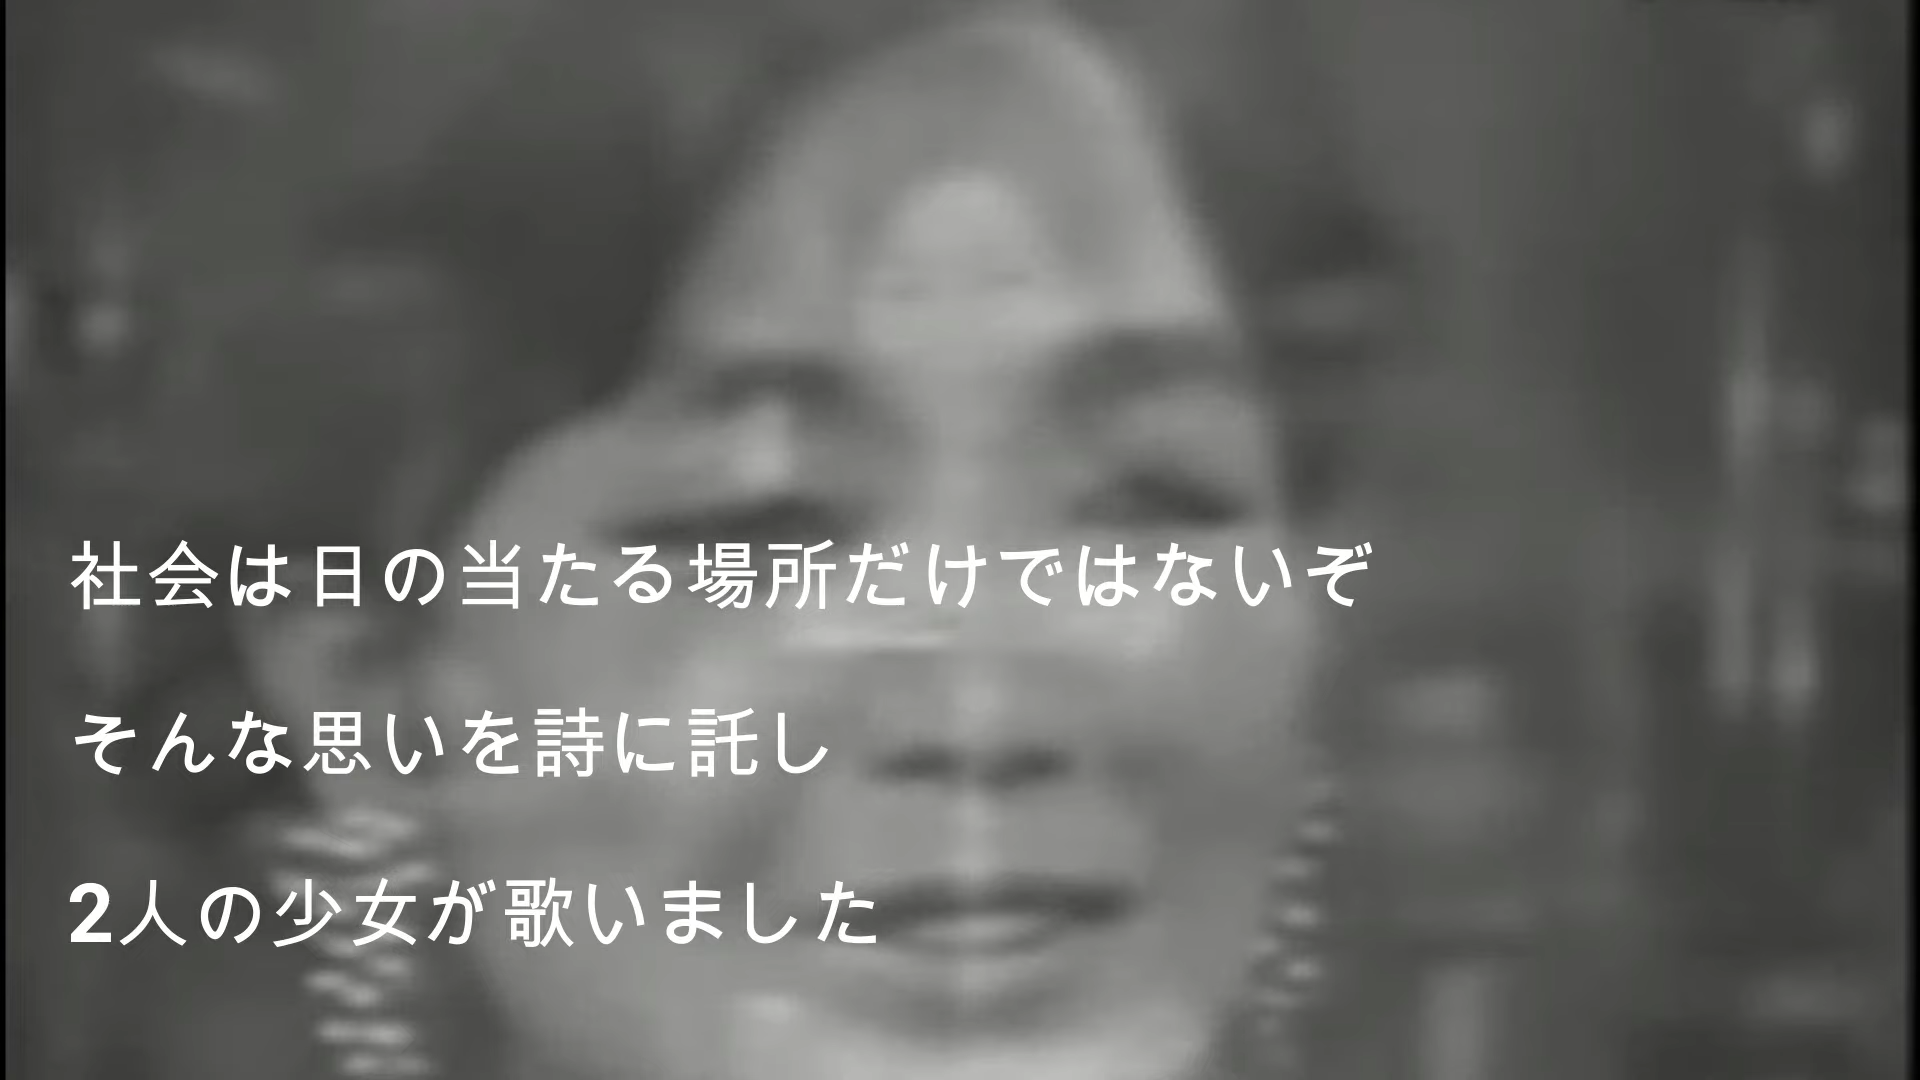 社会は日の当たる場所だけではないぞ
そんな思いを詩に託し
2人の少女が歌いました